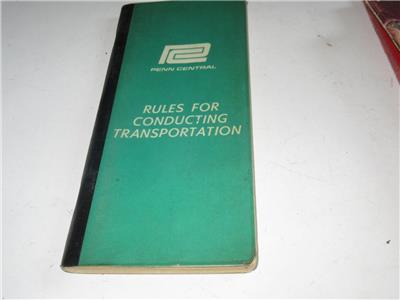 PENN CENTRAL
RULES FOR
CONDUCTING
TRANSPORTATION